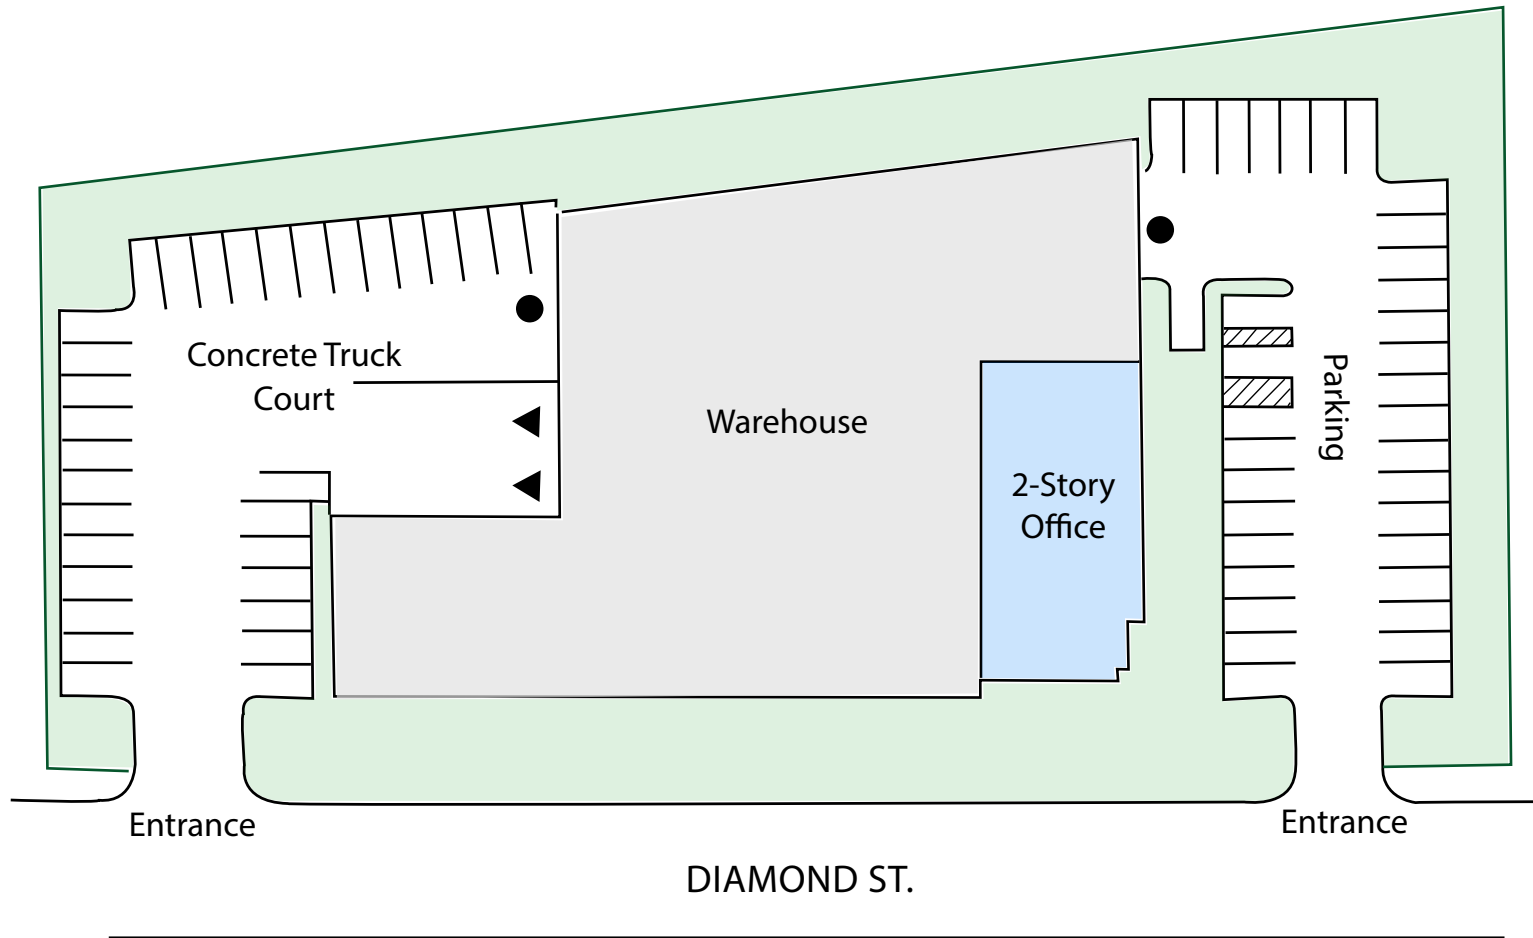 Concrete Truck
Court
Warehouse
2-Story
Office
Parking
Entrance
Entrance
DIAMOND ST.